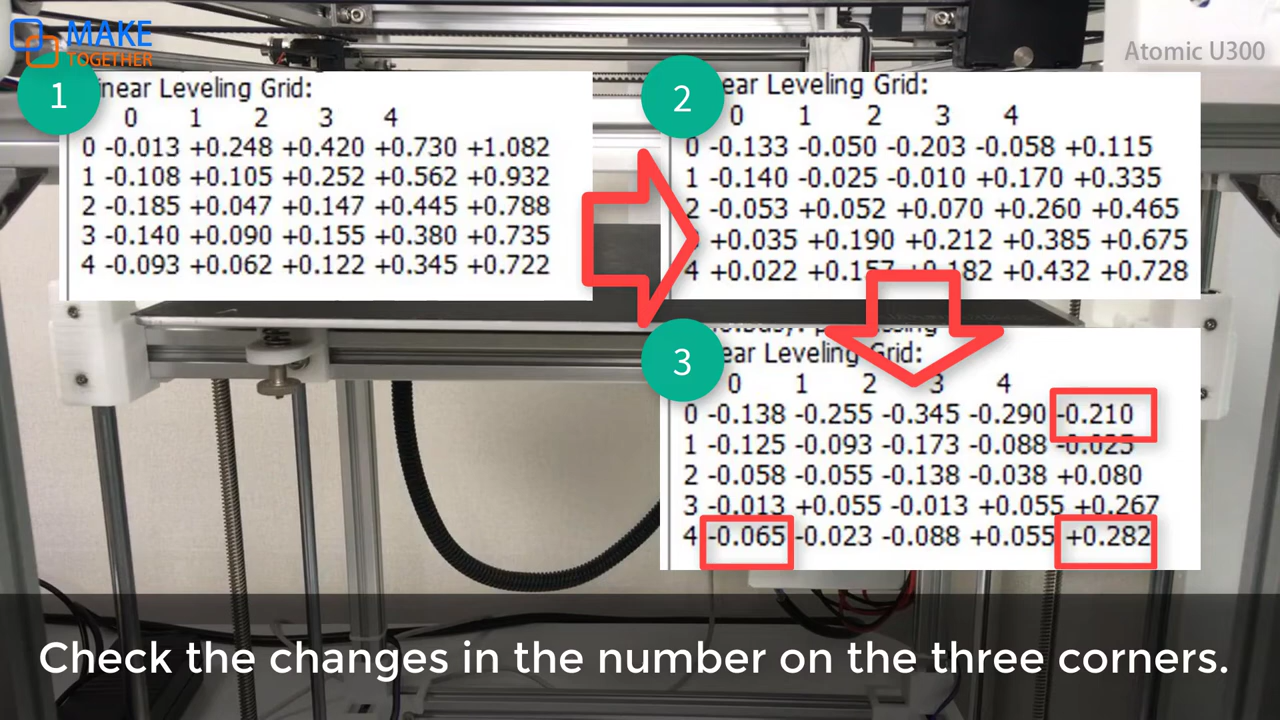 MAKE
TOGETHER
Atomic U300
1
inear Leveling Grid:
0 1 2 3 4
0 -0.013 +0.248 +0.420 +0.730 +1.082
1 -0.108 +0.105 +0.252 +0.562 +0.932
2 -0.185 +0.047 +0.147 +0.445 +0.788
3 -0.140 +0.090 +0.155 +0.380 +0.735
4 -0.093 +0.062 +0.122 +0.345 +0.722
2
ear Leveling Grid:
0 1 2 3 4
0 -0.133 -0.050 -0.203 -0.058 +0.115
1 -0.140 -0.025 -0.010 +0.170 +0.335
2 -0.053 +0.052 +0.070 +0.260 +0.465
+0.035 +0.190 +0.212 +0.385 +0.675
4 +0.022 +0.157 +0.182 +0.432 +0.728
3
ear Leveling Grid:
0 1 2 3 4
0 -0.138 -0.255 -0.345 -0.290 -0.210
1 -0.125 -0.093 -0.173 -0.088 -0.025
2 -0.058 -0.055 -0.138 -0.038 +0.080
3 -0.013 +0.055 -0.013 +0.055 +0.267
4 -0.065 -0.023 -0.088 +0.055 +0.282
Check the changes in the number on the three corners.